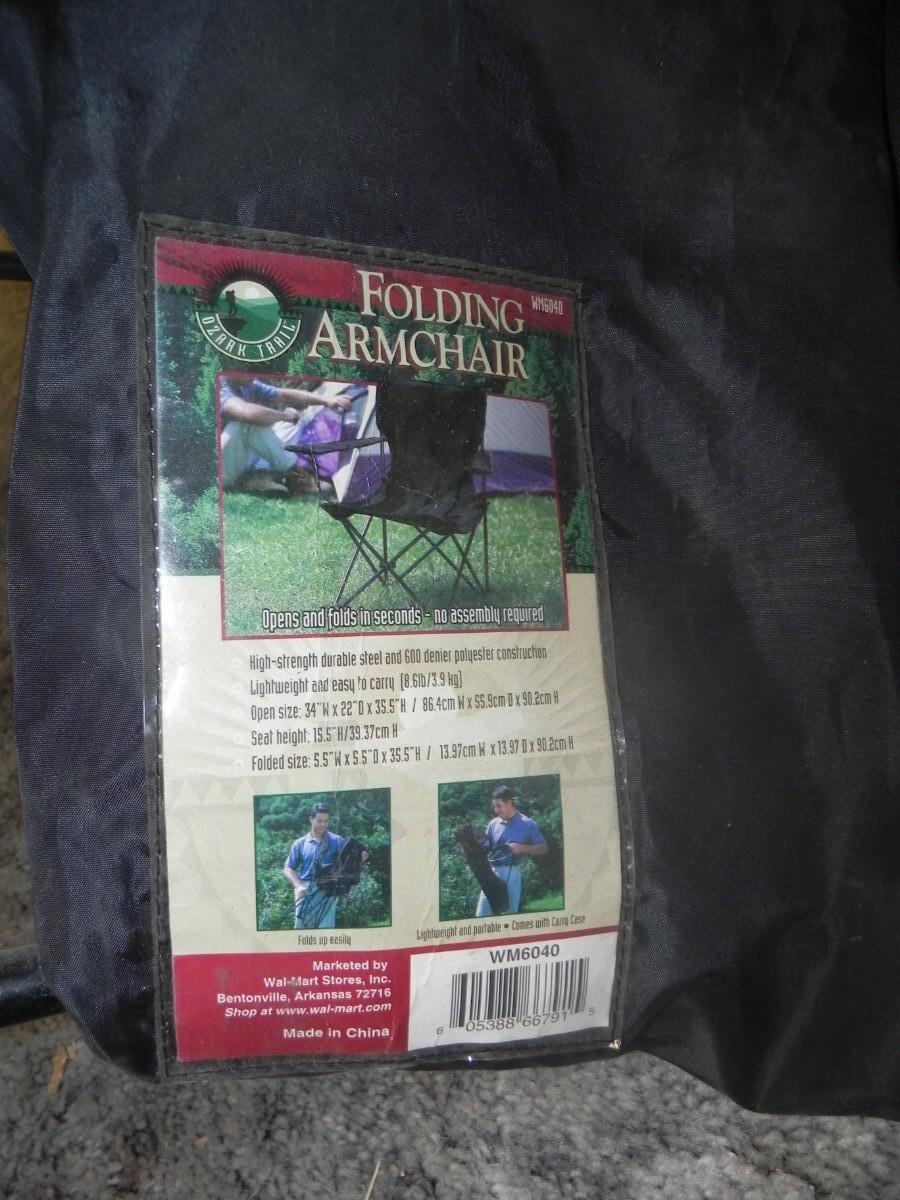 OZARK TRAIL
FOLDING
ARMCHAIR
WM6040
Opens and folds in seconds - no assembly required
High-strength durable steel and 600 denier polyester construction
Lightweight and easy to carry (8.6lb/3.9 kg)
Open size: 34"W x 22"D x 35.5"H / 86.4cm W x 55.9cm D x 90.2cm H
Seat height: 15.5"H/39.37cm H
Folded size: 5.5"W x 5.5"D x 35.5"H / 13.97cm W x 13.97 D x 90.2cm H
Folds up easily
Lightweight and portable • Comes with Carry Case
Marketed by
Wal-Mart Stores, Inc.
Bentonville, Arkansas 72716
Shop at www.wal-mart.com
Made in China
WM6040
6 05388 66791 5